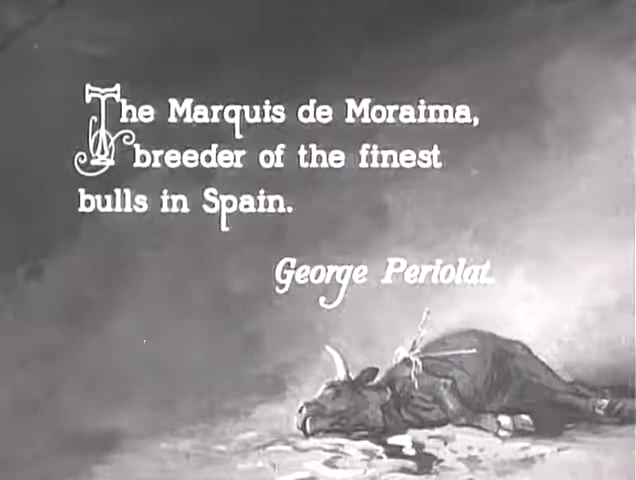 The Marquis de Moraima,
breeder of the finest
bulls in Spain.
George Periolat.